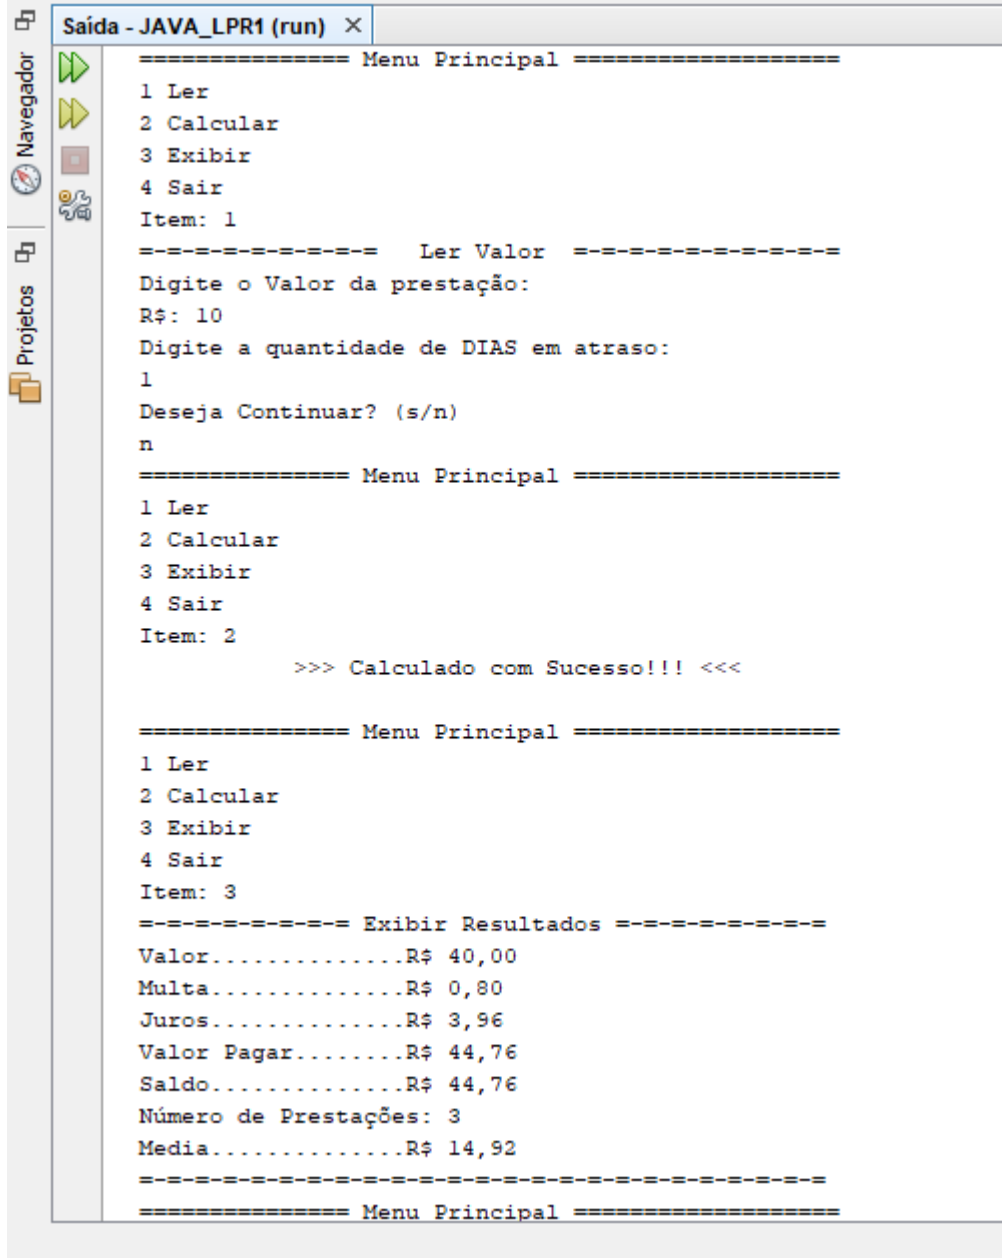 Saída - JAVA_LPR1 (run) ×
Navegador
Projetos
=============== Menu Principal ===================
1 Ler
2 Calcular
3 Exibir
4 Sair
Item: 1
=-=-=-=-=-=-=-=-=   Ler Valor  =-=-=-=-=-=-=-=-=-=
Digite o Valor da prestação:
R$: 10
Digite a quantidade de DIAS em atraso:
1
Deseja Continuar? (s/n)
n
=============== Menu Principal ===================
1 Ler
2 Calcular
3 Exibir
4 Sair
Item: 2
>>> Calculado com Sucesso!!! <<<
=============== Menu Principal ===================
1 Ler
2 Calcular
3 Exibir
4 Sair
Item: 3
=-=-=-=-=-=-=-= Exibir Resultados =-=-=-=-=-=-=-=
Valor..............R$ 40,00
Multa..............R$ 0,80
Juros..............R$ 3,96
Valor Pagar........R$ 44,76
Saldo..............R$ 44,76
Número de Prestações: 3
Media..............R$ 14,92
=-=-=-=-=-=-=-=-=-=-=-=-=-=-=-=-=-=-=-=-=-=-=-=-=
=============== Menu Principal ===================